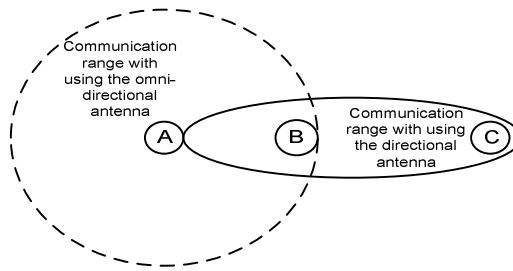 Communication
range with
using the omni-
directional
antenna
A
B
Communication
range with using
the directional
antenna
C